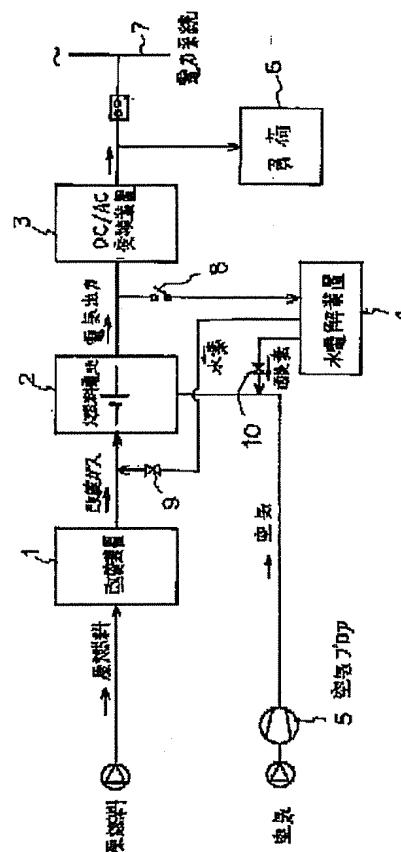 原燃料
原燃料
1
改質装置
改質ガス
2
燃料電池
電気出力
3
DC/AC
変換装置
電力系統
7
6
負荷
8
水素
9
10
酸素
水電解装置
4
空気
空気
5 空気ブロア